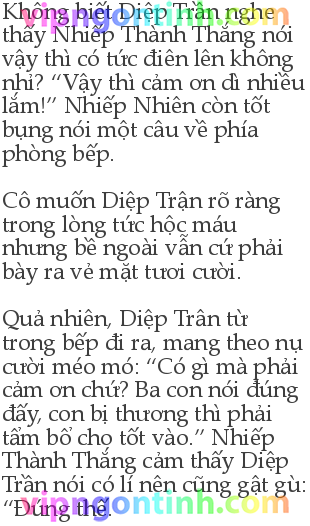 Không biết Diệp Trần nghe
thấy Nhiếp Thành Thắng nói
vậy thì có tức điên lên không
nhỉ? “Vậy thì cảm ơn dì nhiều
lắm!” Nhiếp Nhiên còn tốt
bụng nói một câu về phía
phòng bếp.
Cô muốn Diệp Trận rõ ràng
trong lòng tức hộc máu
nhưng bề ngoài vẫn cứ phải
bày ra vẻ mặt tươi cười.
Quả nhiên, Diệp Trân từ
trong bếp đi ra, mang theo nụ
cười méo mó: “Có gì mà phải
cảm ơn chứ? Ba con nói đúng
đấy, con bị thương thì phải
tẩm bổ cho tốt vào.” Nhiếp
Thành Thắng cảm thấy Diệp
Trần nói có lí nên cũng gật gù:
“Đúng thế.
vipngontinh.com
vipngontinh.com